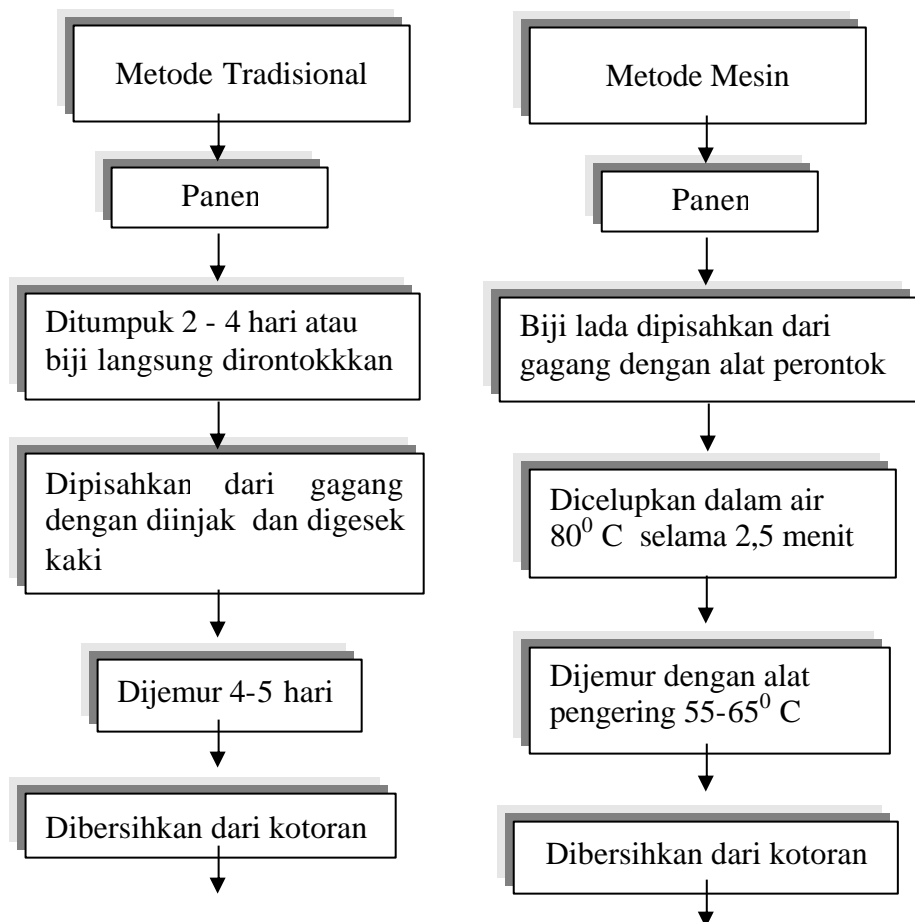 Metode Tradisional
Panen
Ditumpuk 2 - 4 hari atau
biji langsung dirontokkkan
Dipisahkan dari gagang
dengan diinjak dan digesek
kaki
Dijemur 4-5 hari
Dibersihkan dari kotoran
Metode Mesin
Panen
Biji lada dipisahkan dari
gagang dengan alat perontok
Dicelupkan dalam air
80⁰ C selama 2,5 menit
Dijemur dengan alat
pengering 55-65⁰ C
Dibersihkan dari kotoran